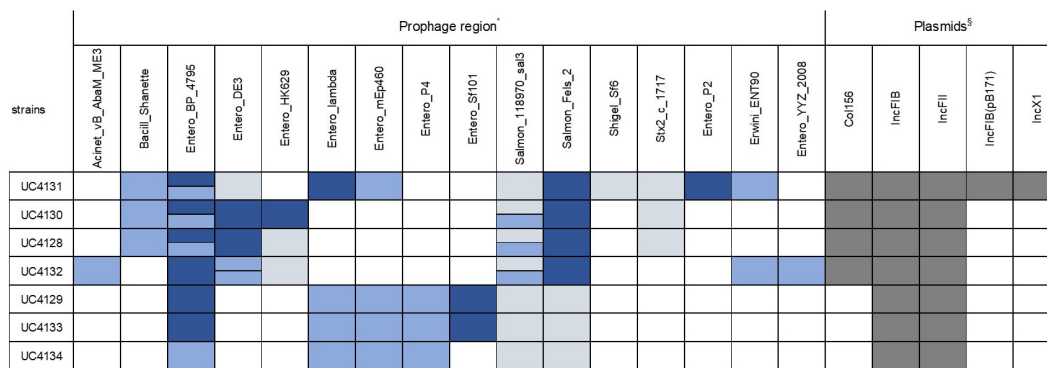 Prophage region*
Plasmids§
strains
Acinet_vB_AbaM_ME3
Bacill_Shanette
Entero_BP_4795
Entero_DE3
Entero_HK629
Entero_lambda
Entero_mEp460
Entero_P4
Entero_Sf101
Salmon_118970_sal3
Salmon_Fels_2
Shigel_Sf6
Stx2_c_1717
Entero_P2
Erwini_ENT90
Entero_YYZ_2008
Col156
IncFIB
IncFII
IncFIB(pB171)
IncX1
UC4131
UC4130
UC4128
UC4132
UC4129
UC4133
UC4134